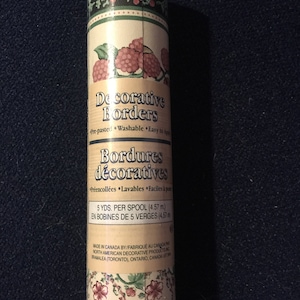 Decorative
Borders
Pre-pasted • Washable • Easy to
Bordures
décoratives
Préencollées • Lavables • Faciles
5 YDS. PER SPOOL (4.57 m)
EN BOBINES DE 5 VERGES (4,57 m)
MADE IN CANADA BY/FABRIQUÉ AU CANADA PAR
NORTH AMERICAN DECORATIVE PRODUCTS
BRAMALEA (TORONTO), ONTARIO, CANADA